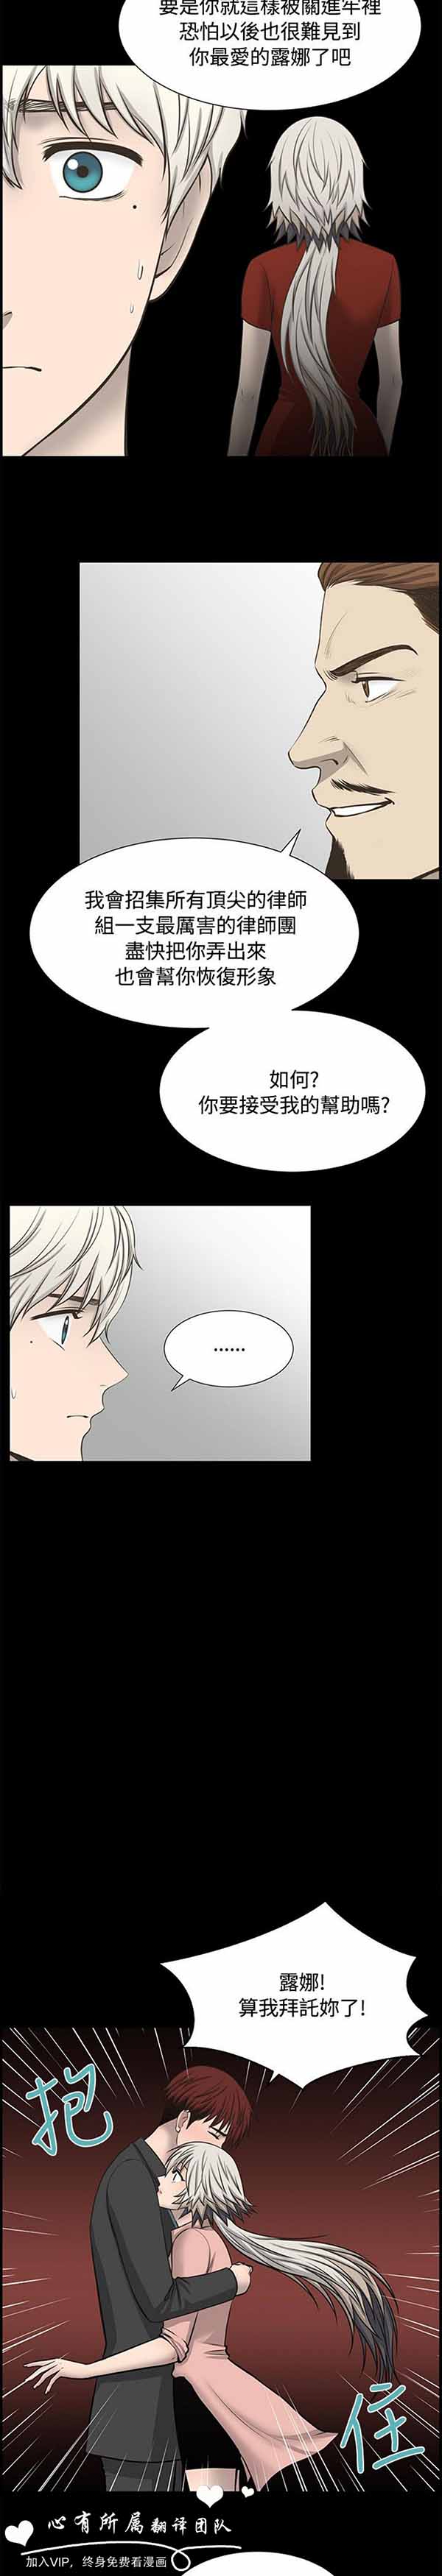 要是你就這樣被關進牢裡
恐怕以後也很難見到
你最愛的露娜了吧
我會招集所有頂尖的律師
組一支最厲害的律師團
盡快把你弄出來
也會幫你恢復形象
如何?
你要接受我的幫助嗎?
……
露娜!
算我拜託妳了!
抱
住
心有所属翻译团队
加入VIP，终身免费看漫画